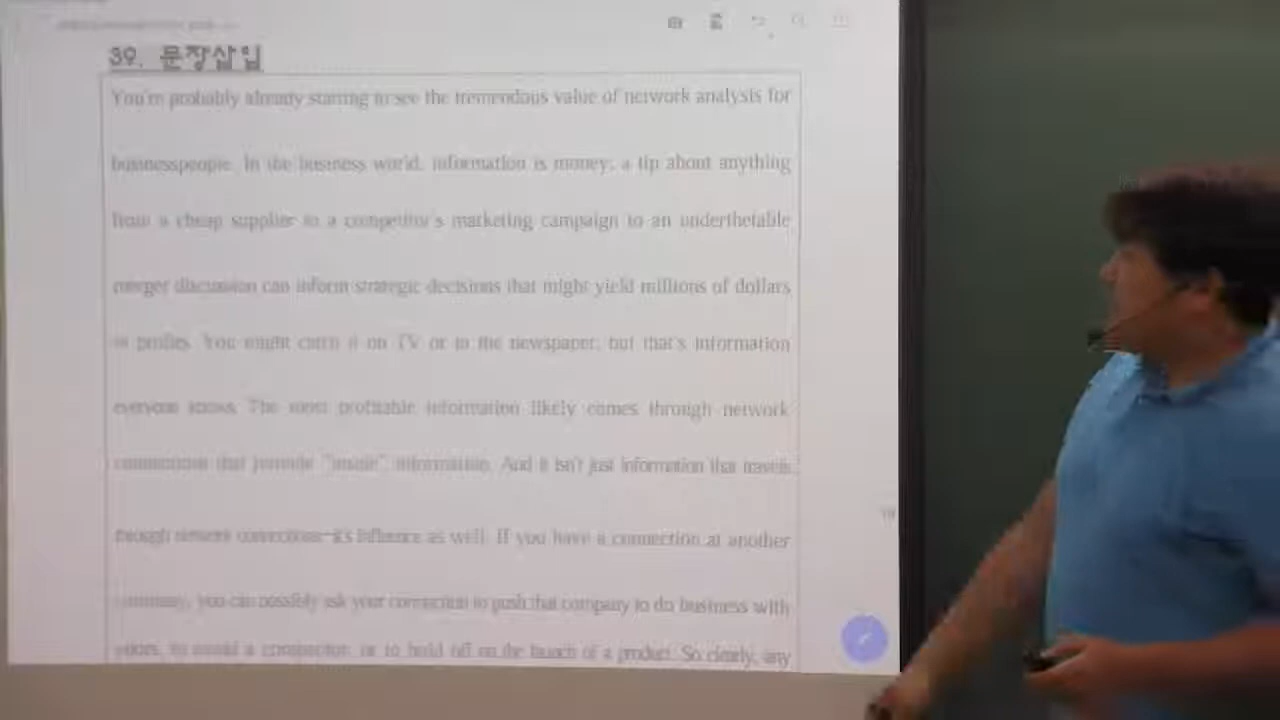 39. 문장삽입
You're probably already starting to see the tremendous value of network analysis for
businesspeople. In the business world, information is money: a tip about anything
from a cheap supplier to a competitor's marketing campaign to an underthetable
merger discussion can inform strategic decisions that might yield millions of dollars
in profits. You might catch it on TV or in the newspaper, but that's information
everyone knows. The most profitable information likely comes through network
connections that provide "inside" information. And it isn't just information that travels
through network connections—it's influence as well. If you have a connection at another
company, you can possibly ask your connection to push that company to do business with
yours, to avoid a competitor, or to hold off on the launch of a product. So clearly, any